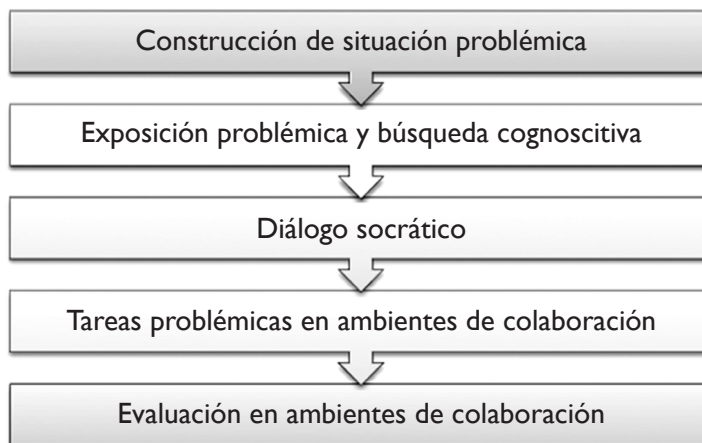 Construcción de situación problémica
Exposición problémica y búsqueda cognoscitiva
Diálogo socrático
Tareas problémicas en ambientes de colaboración
Evaluación en ambientes de colaboración